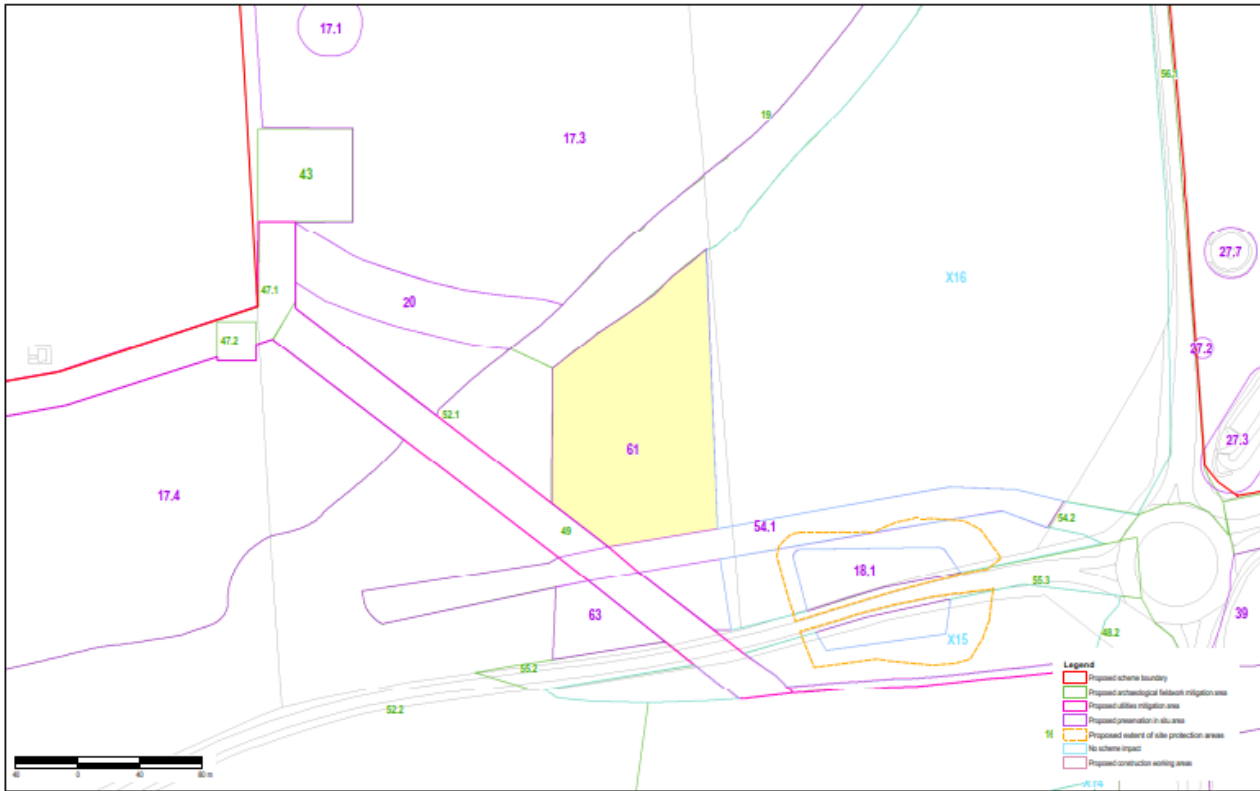 17.1
56.
19
17.3
43
27.7
X16
47.1
20
47.2
27.2
52.1
27.3
61
17.4
54.1
49
54.2
18.1
55.3
63
39
48.2
X15
55.2
52.2
Legend
Proposed scheme boundary
Proposed archaeological fieldwork mitigation area
Proposed utilities mitigation area
Proposed preservation in situ area
Proposed extent of site protection areas
No scheme impact
Proposed construction working areas
40 0 40 80 m